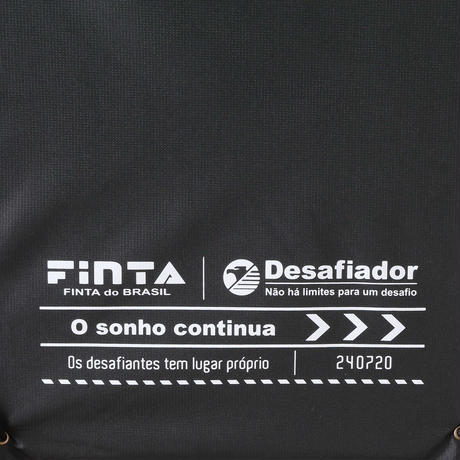 FiNTA
FINTA do BRASIL
Desafiador
Não há limites para um desafio
O sonho continua
Os desafiantes tem lugar próprio
240720